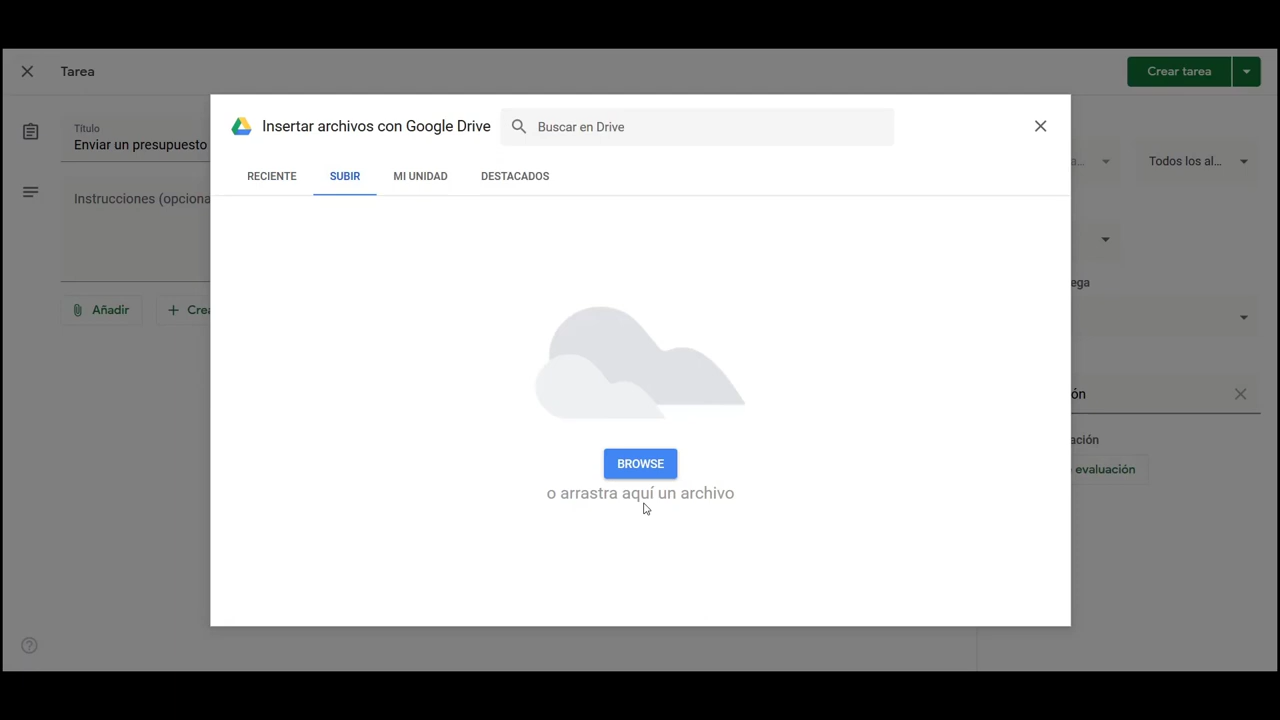 Tarea
Crear tarea
Título
Enviar un presupuesto
Instrucciones (opciona
Añadir
Crea
Insertar archivos con Google Drive
Buscar en Drive
RECIENTE
SUBIR
MI UNIDAD
DESTACADOS
BROWSE
o arrastra aquí un archivo
a...
Todos los al...
ega
ón
ación
evaluación